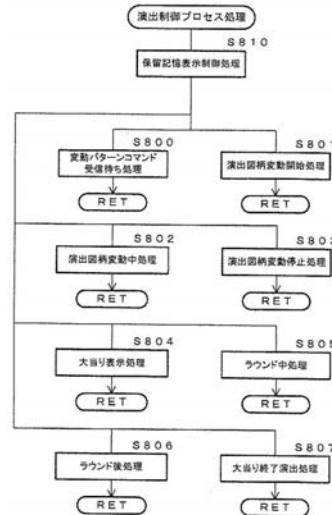 演出制御プロセス処理
S810
保留記憶表示制御処理
S800
変動パターンコマンド
受信待ち処理
RET
S801
演出図柄変動開始処理
RET
S802
演出図柄変動中処理
RET
S803
演出図柄変動停止処理
RET
S804
大当り表示処理
RET
S805
ラウンド中処理
RET
S806
ラウンド後処理
RET
S807
大当り終了演出処理
RET